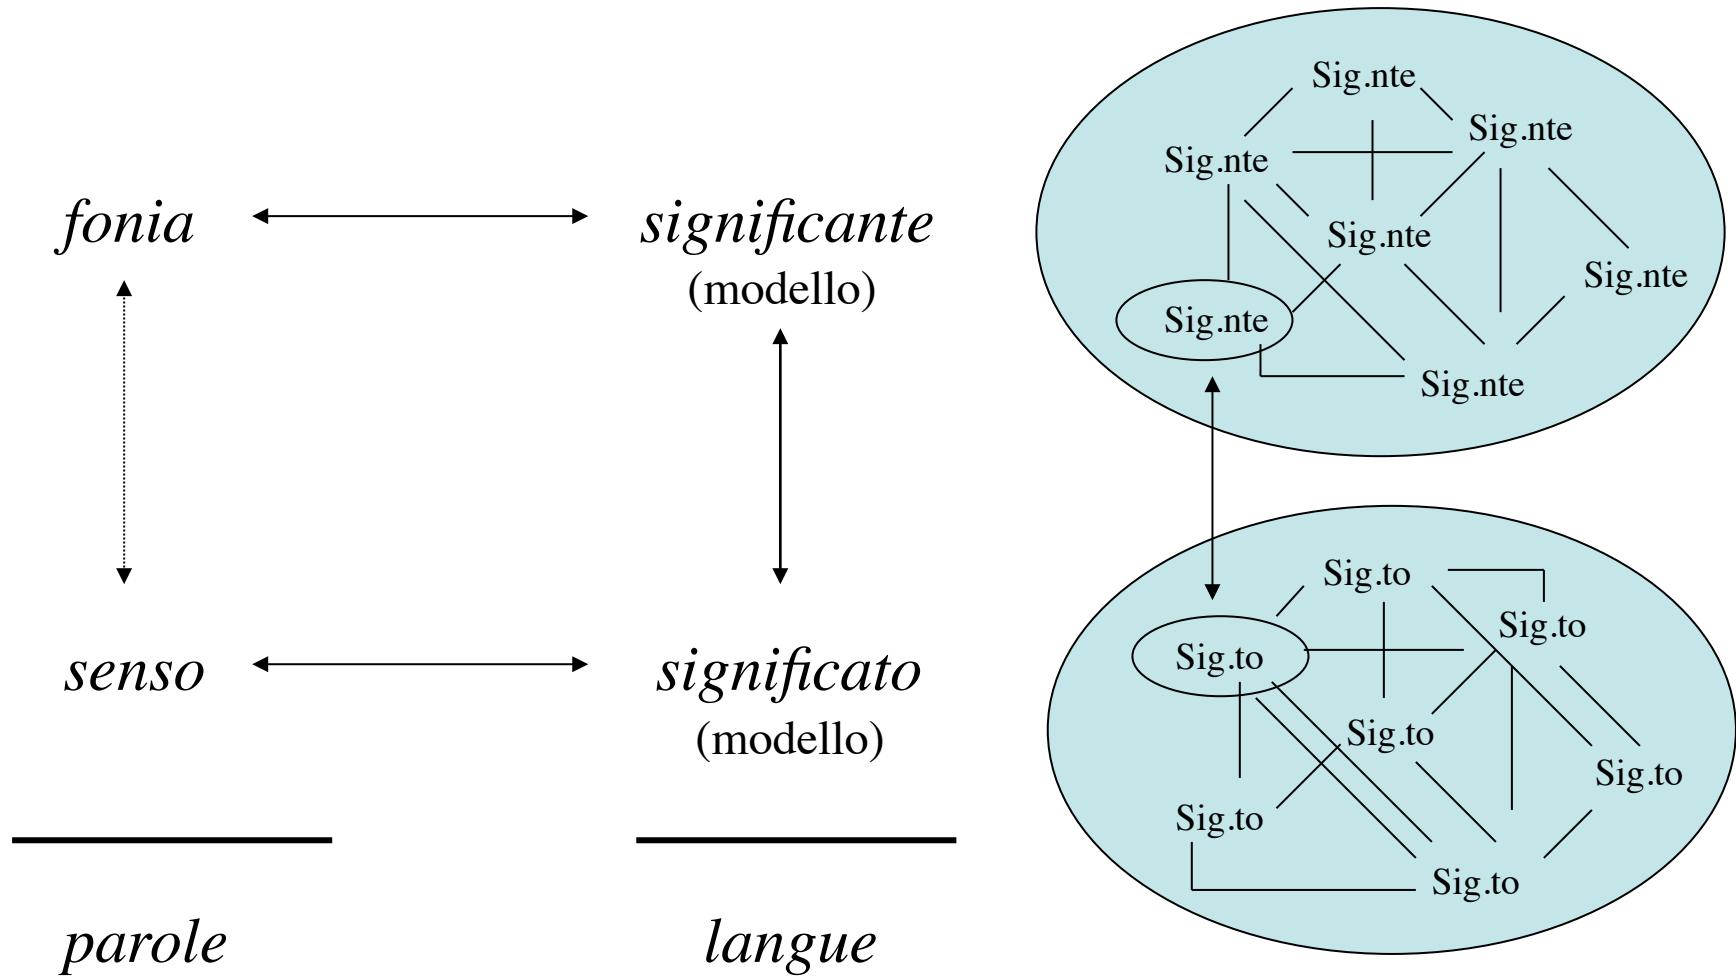 fonia
significante
(modello)
senso
significato
(modello)
parole
langue
Sig.nte
Sig.nte
Sig.nte
Sig.nte
Sig.nte
Sig.nte
Sig.nte
Sig.to
Sig.to
Sig.to
Sig.to
Sig.to
Sig.to
Sig.to